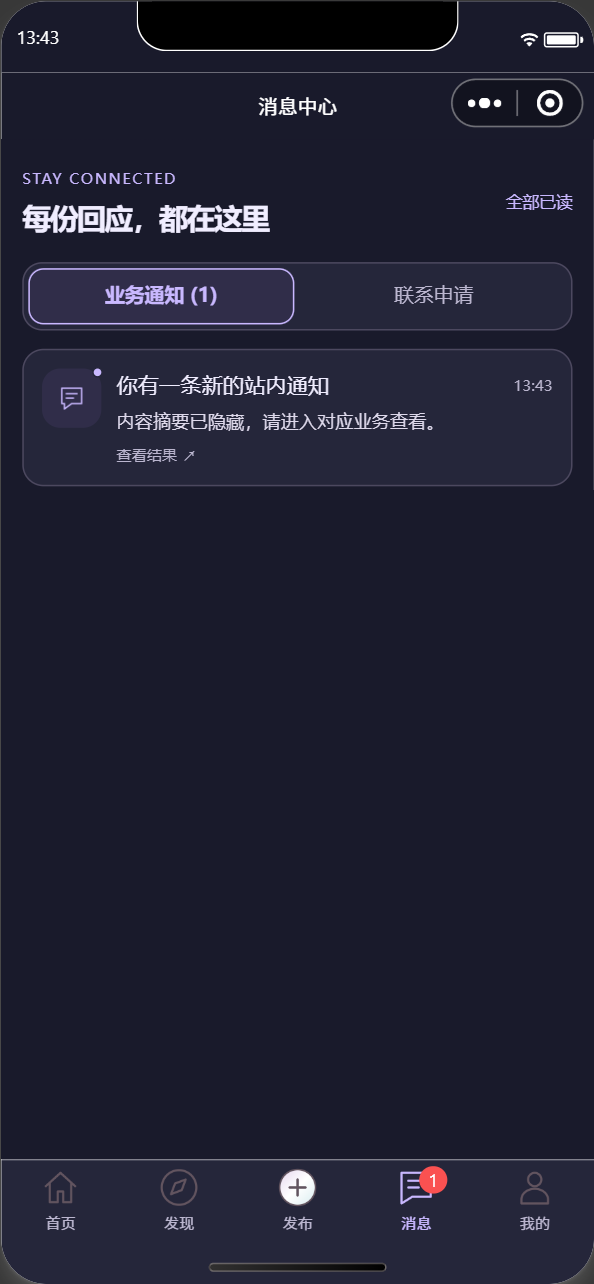 13:43
消息中心
STAY CONNECTED
每份回应，都在这里
全部已读
业务通知 (1)
联系申请
你有一条新的站内通知
13:43
内容摘要已隐藏，请进入对应业务查看。
查看结果 ↗
1
首页
发现
发布
消息
我的